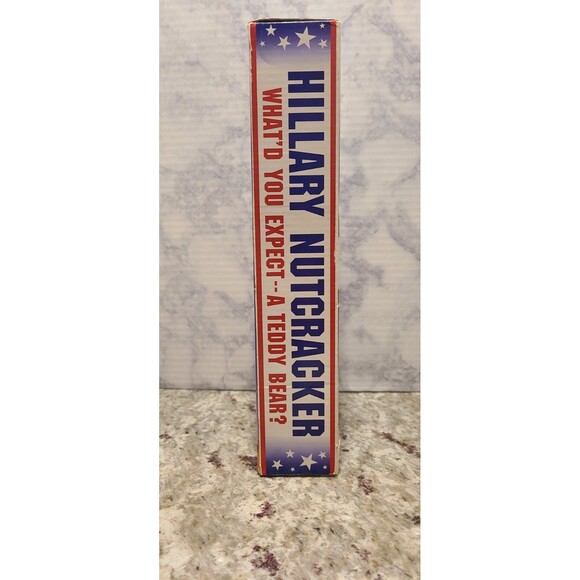 HILLARY NUTCRACKER
WHAT'D YOU EXPECT--A TEDDY BEAR?